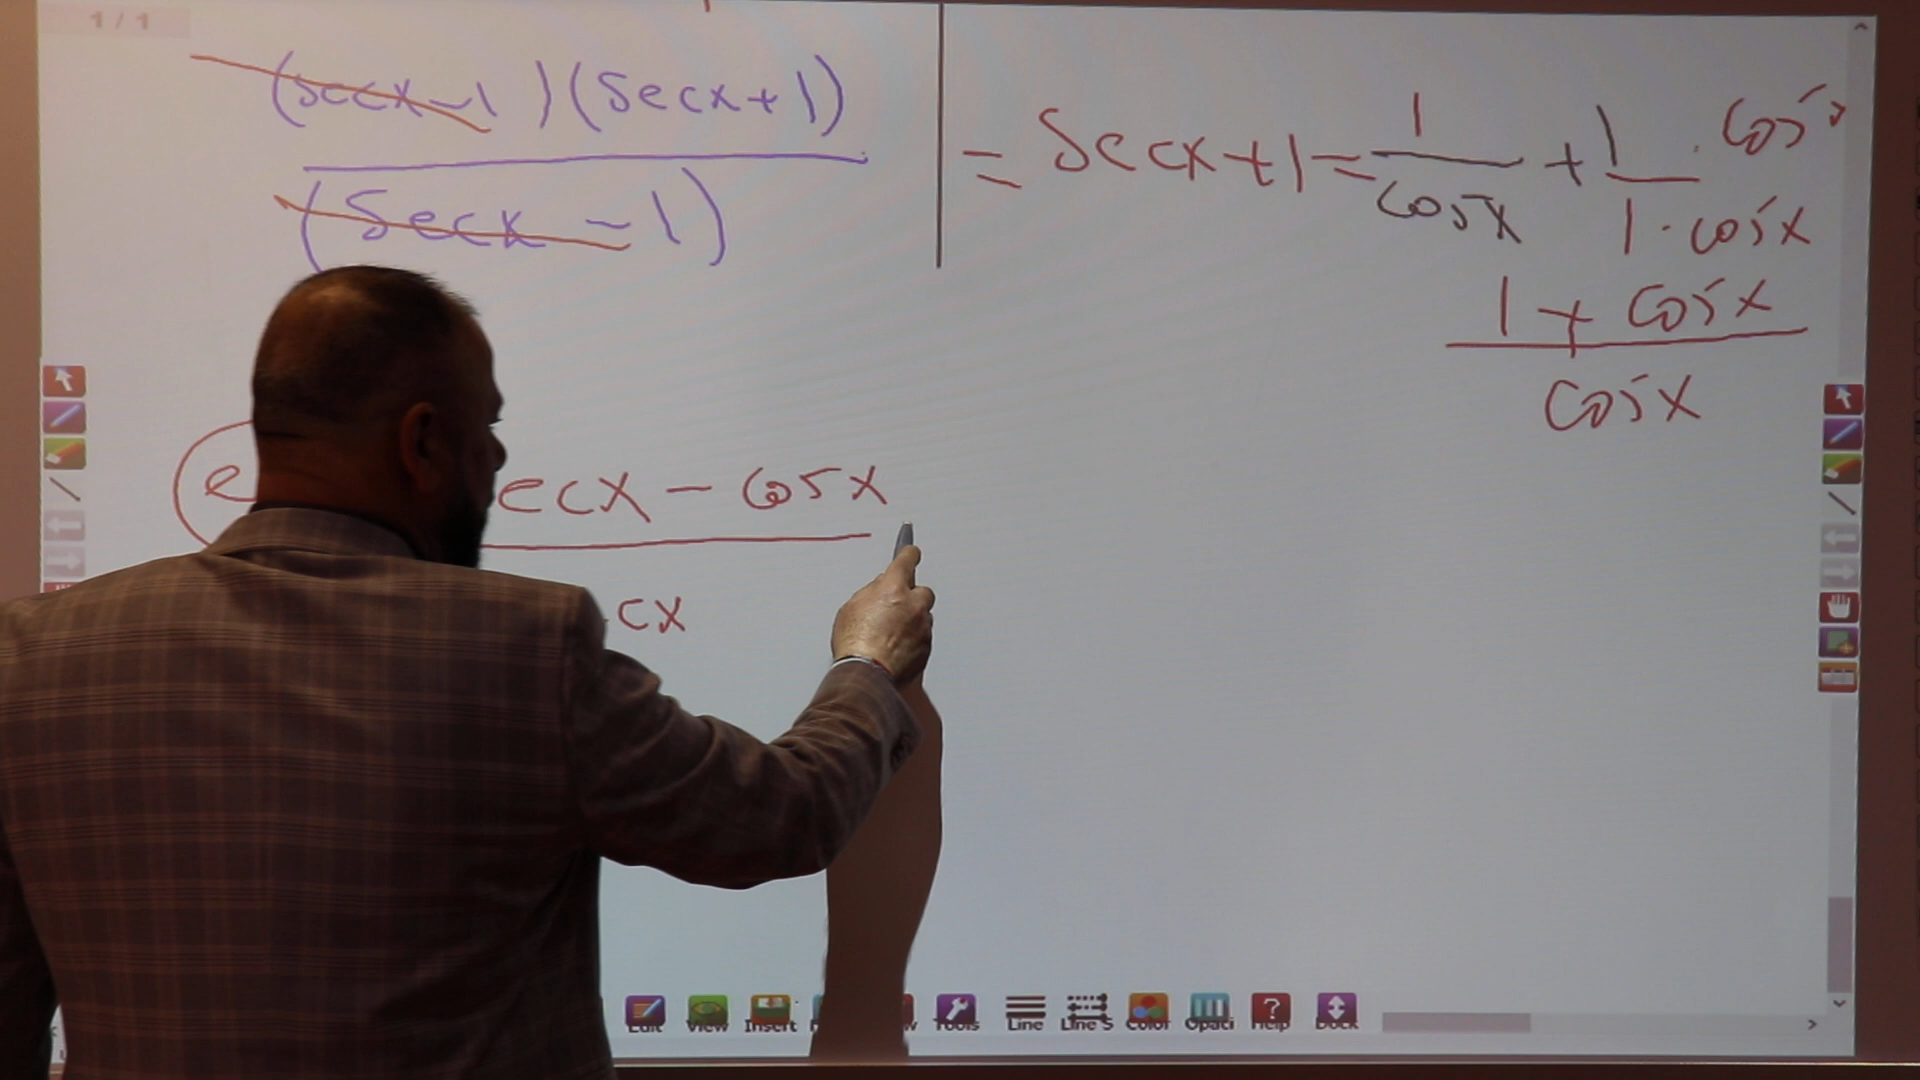 1 / 1
(secx-1)(Secx+1)
(Secx-1)
= Secx+1 = 1/cosx + 1/1 · cosx
cosx
1+cosx
cosx
e ecx - cosx
cx
Edit View Insert Tools Line Line S Color Opaci Help Dock